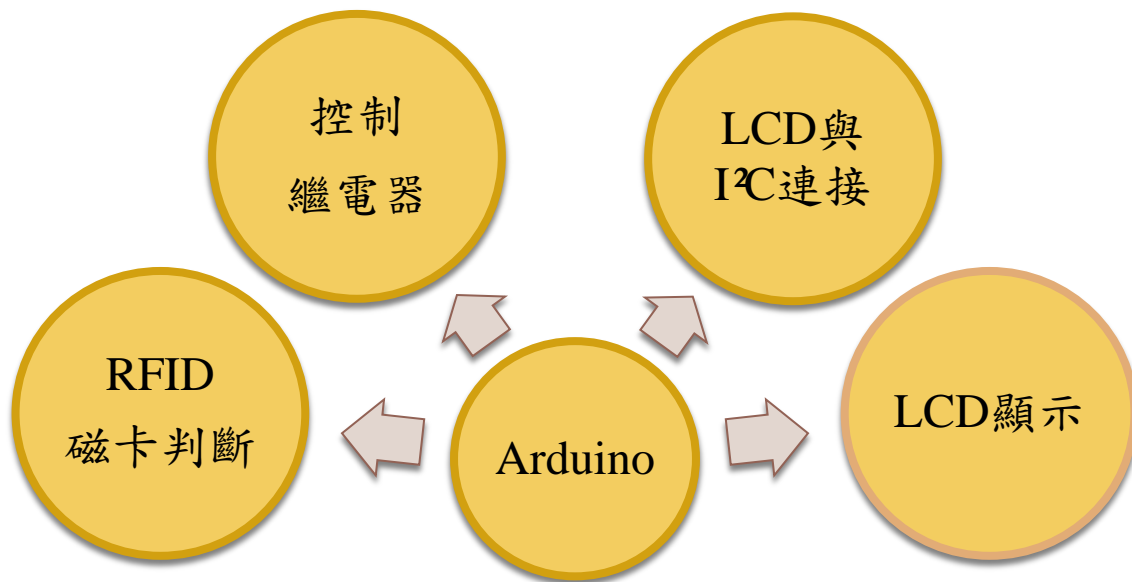 控制
繼電器
LCD與
I²C連接
RFID
磁卡判斷
Arduino
LCD顯示